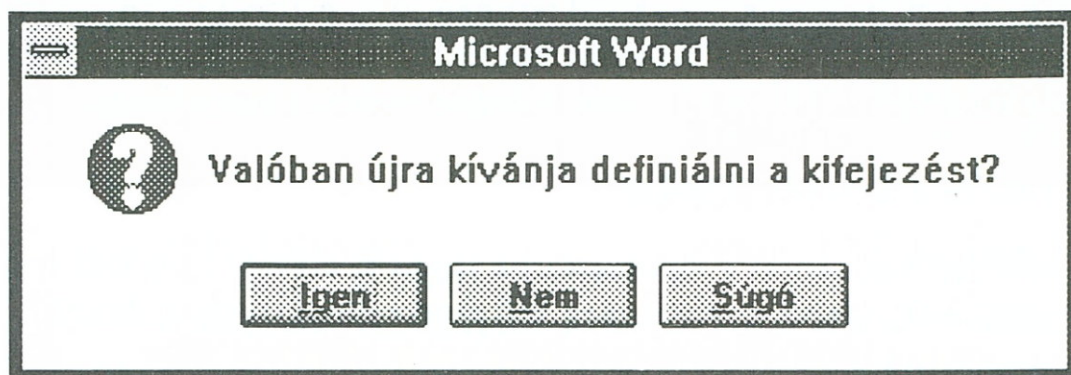 Microsoft Word
Valóban újra kívánja definiálni a kifejezést?
Igen Nem Súgó